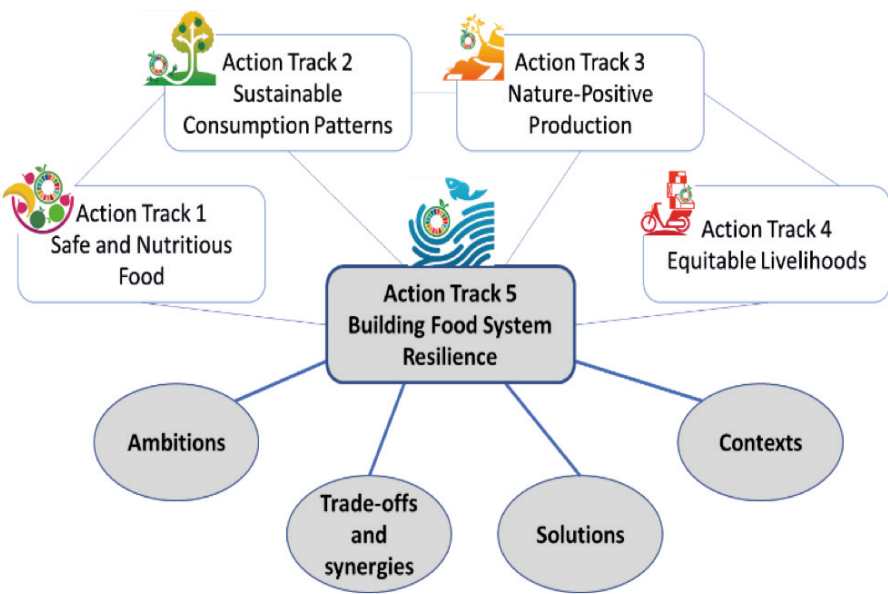 Action Track 2
Sustainable
Consumption Patterns
Action Track 3
Nature-Positive
Production
Action Track 1
Safe and Nutritious
Food
Action Track 4
Equitable Livelihoods
Action Track 5
Building Food System
Resilience
Ambitions
Trade-offs
and
synergies
Solutions
Contexts